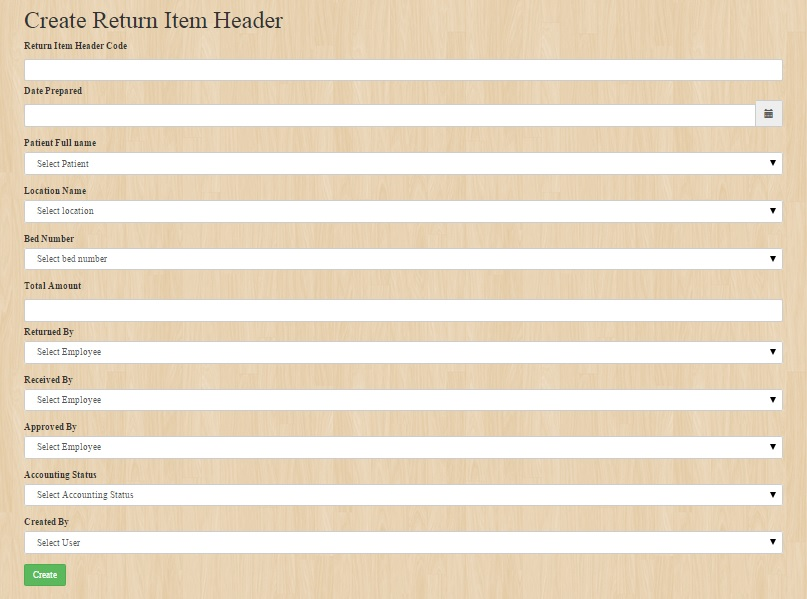 Create Return Item Header
Return Item Header Code
Date Prepared
Patient Full name
Select Patient
Location Name
Select location
Bed Number
Select bed number
Total Amount
Returned By
Select Employee
Received By
Select Employee
Approved By
Select Employee
Accounting Status
Select Accounting Status
Created By
Select User
Create